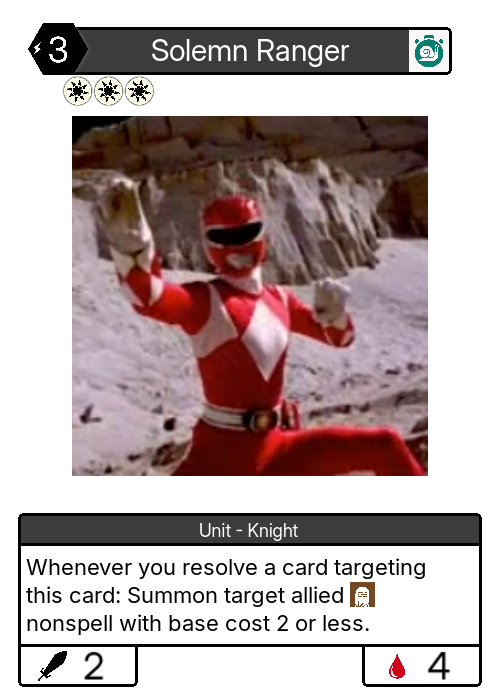 3
Solemn Ranger
Unit - Knight
Whenever you resolve a card targeting
this card: Summon target allied
nonspell with base cost 2 or less.
2
4